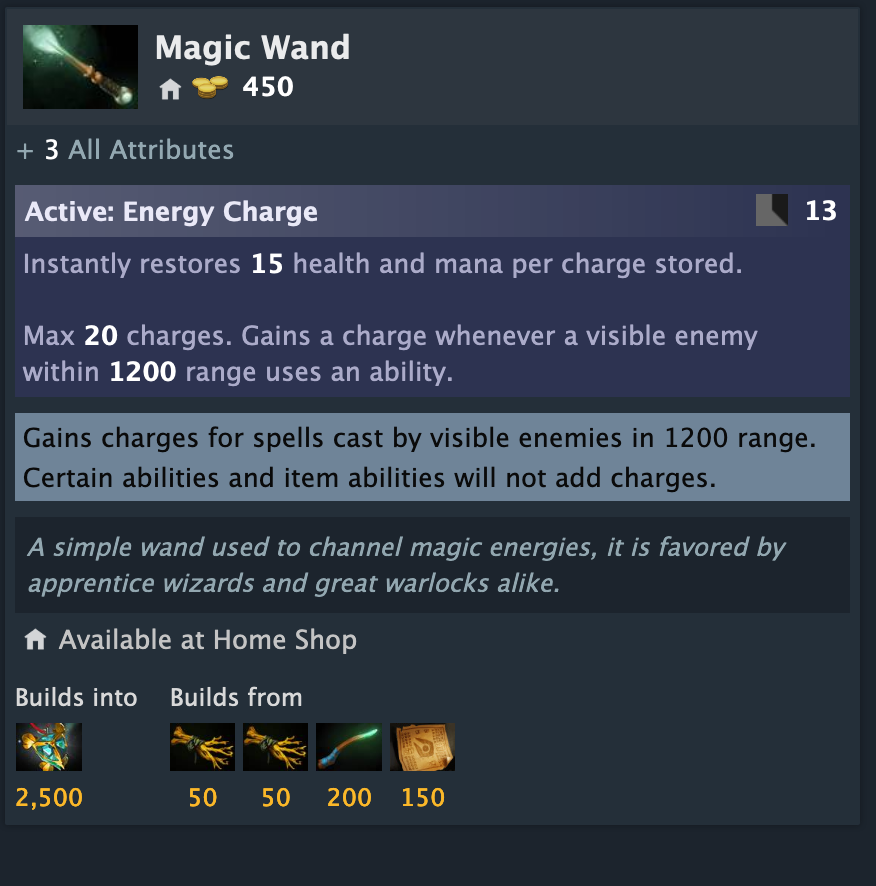 Magic Wand
450
+ 3 All Attributes
Active: Energy Charge 13
Instantly restores 15 health and mana per charge stored.
Max 20 charges. Gains a charge whenever a visible enemy
within 1200 range uses an ability.
Gains charges for spells cast by visible enemies in 1200 range.
Certain abilities and item abilities will not add charges.
A simple wand used to channel magic energies, it is favored by
apprentice wizards and great warlocks alike.
Available at Home Shop
Builds into Builds from
2,500 50 50 200 150